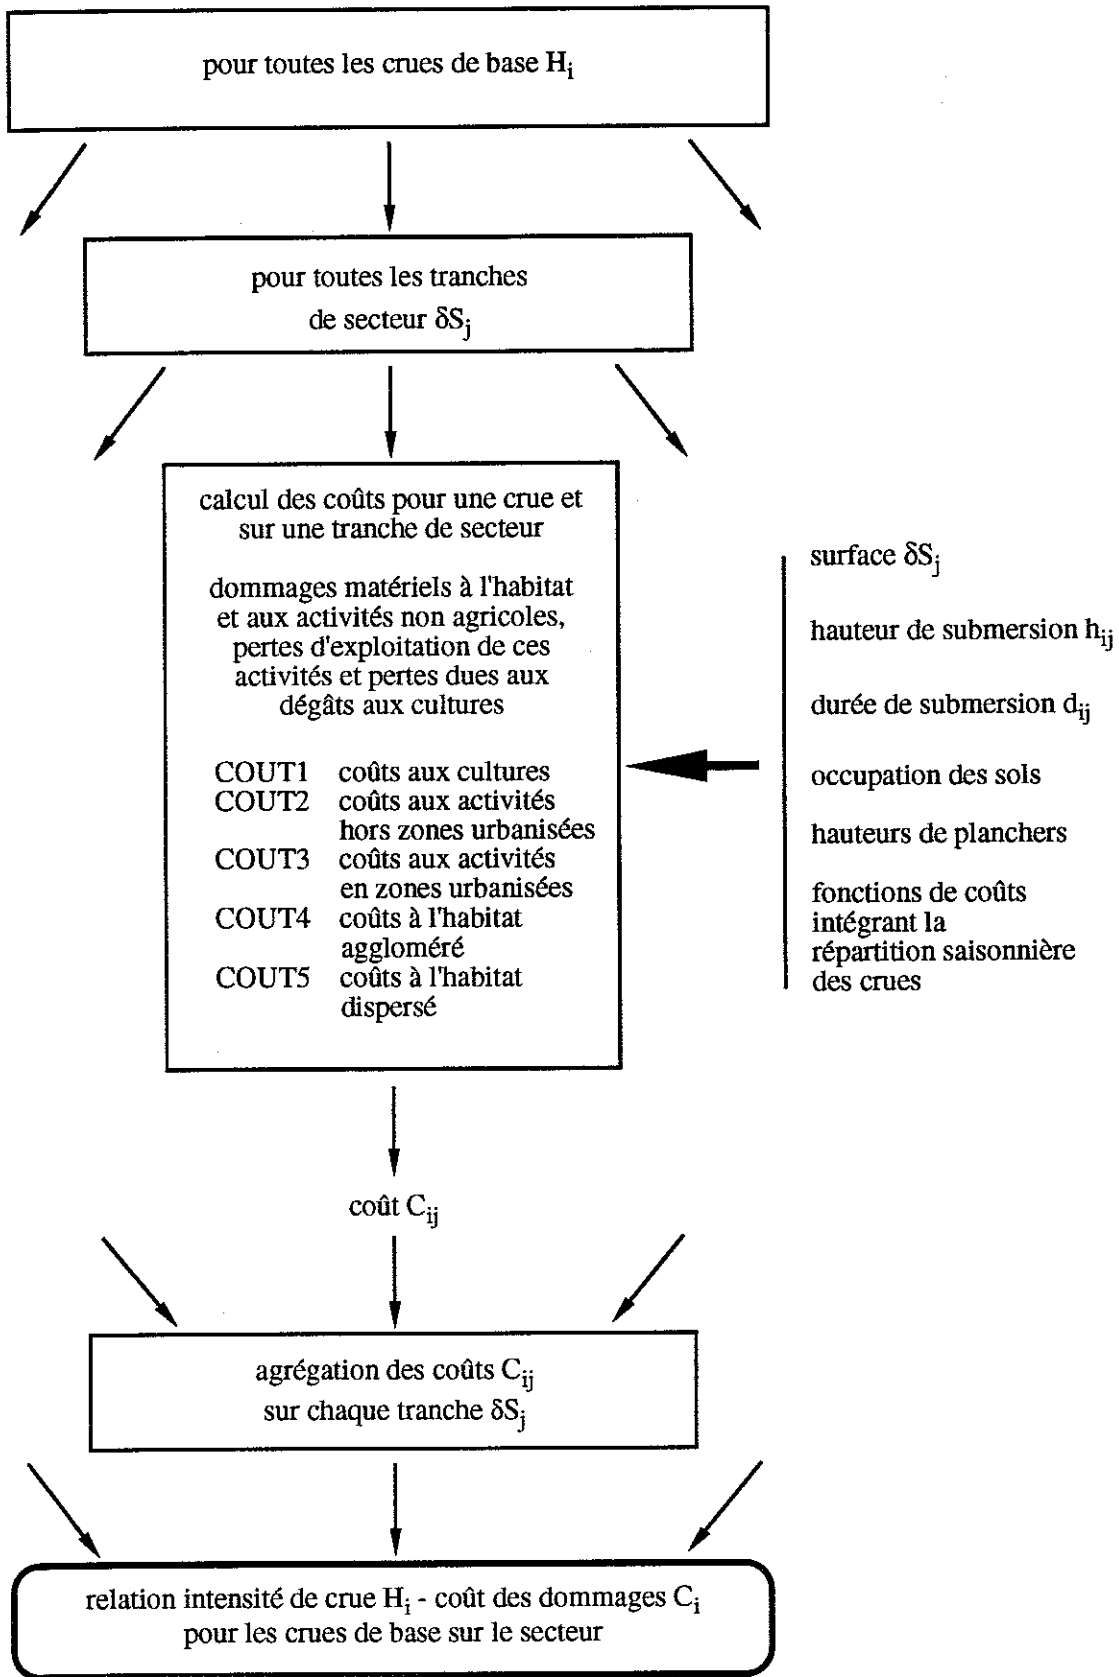 pour toutes les crues de base Hi
pour toutes les tranches
de secteur δSj
calcul des coûts pour une crue et
sur une tranche de secteur
dommages matériels à l'habitat
et aux activités non agricoles,
pertes d'exploitation de ces
activités et pertes dues aux
dégâts aux cultures
COUT1 coûts aux cultures
COUT2 coûts aux activités
hors zones urbanisées
COUT3 coûts aux activités
en zones urbanisées
COUT4 coûts à l'habitat
aggloméré
COUT5 coûts à l'habitat
dispersé
surface δSj
hauteur de submersion hij
durée de submersion dij
occupation des sols
hauteurs de planchers
fonctions de coûts
intégrant la
répartition saisonnière
des crues
coût Cij
agrégation des coûts Cij
sur chaque tranche δSj
relation intensité de crue Hi - coût des dommages Ci
pour les crues de base sur le secteur